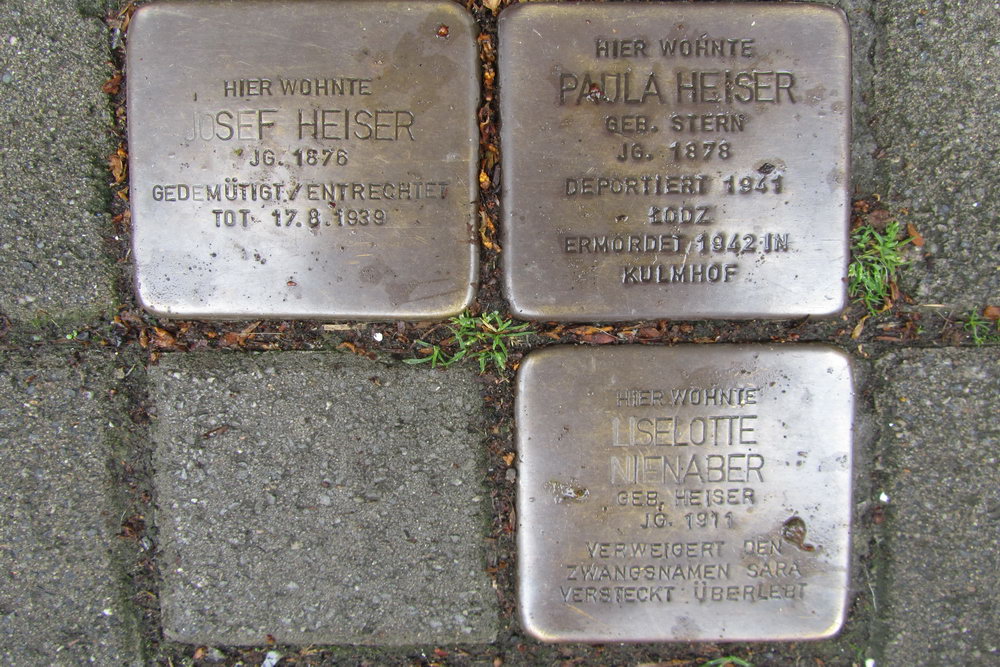 HIER WOHNTE
JOSEF HEISER
JG. 1876
GEDEMÜTIGT/ENTRECHTET
TOT 17.8.1939
HIER WOHNTE
PAULA HEISER
GEB. STERN
JG. 1878
DEPORTIERT 1941
ŁODZ
ERMORDET 1942 IN
KULMHOF
HIER WOHNTE
LISELOTTE
NIENABER
GEB. HEISER
JG. 1911
VERWEIGERT DEN
ZWANGSNAMEN SARA
VERSTECKT ÜBERLEBT